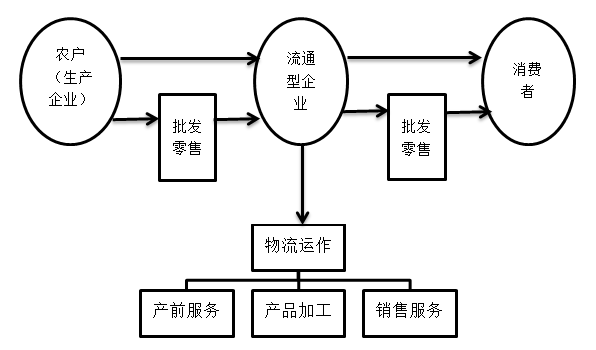 农户
（生产
企业）
批发
零售
流通
型企
业
批发
零售
消费
者
物流运作
产前服务
产品加工
销售服务